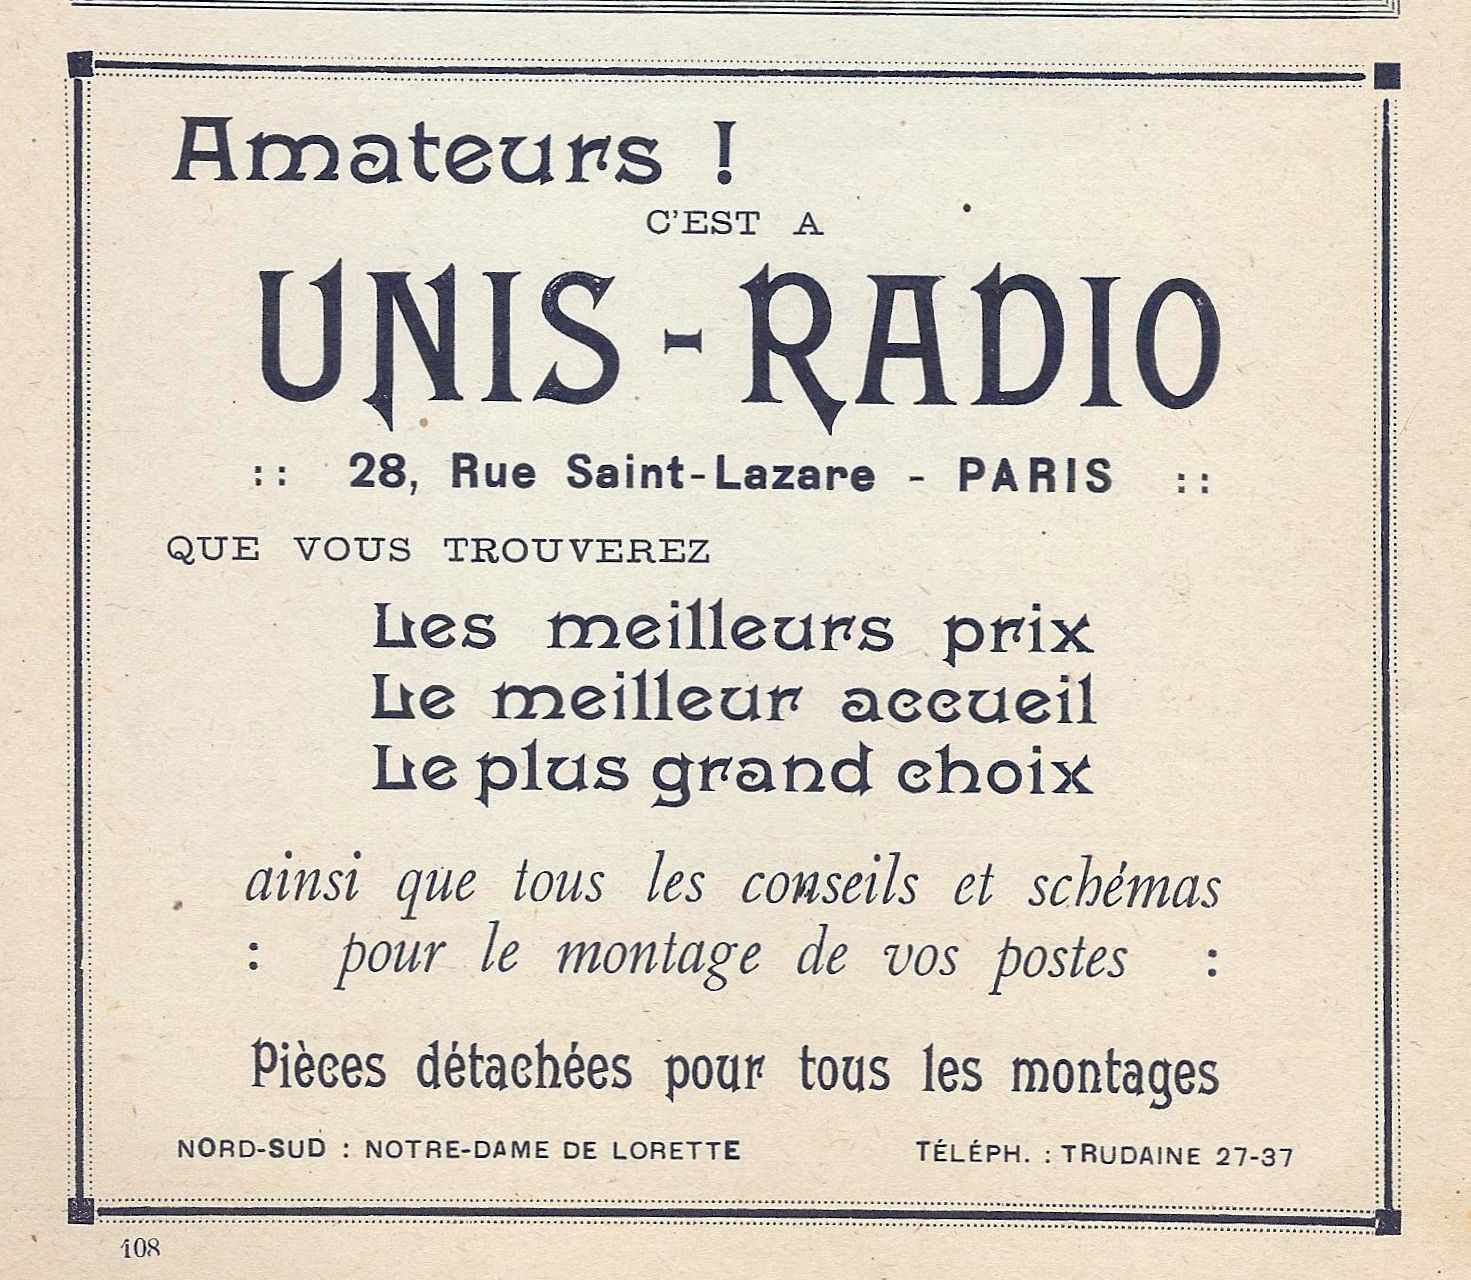 Amateurs !
C'EST A
UNIS - RADIO
:: 28, Rue Saint-Lazare - PARIS ::
QUE VOUS TROUVEREZ
Les meilleurs prix
Le meilleur accueil
Le plus grand choix
ainsi que tous les conseils et schémas
: pour le montage de vos postes :
Pièces détachées pour tous les montages
NORD-SUD : NOTRE-DAME DE LORETTE TÉLÉPH. : TRUDAINE 27-37
108